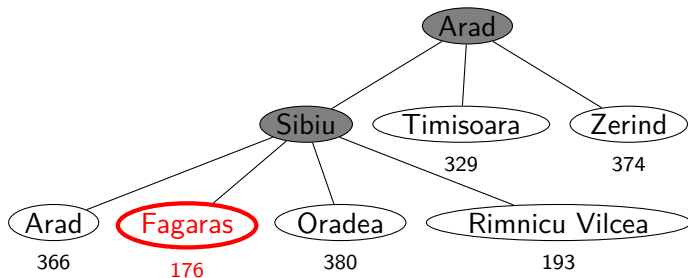 Arad
Sibiu Timisoara Zerind
329 374
Arad Fagaras Oradea Rimnicu Vilcea
366 176 380 193